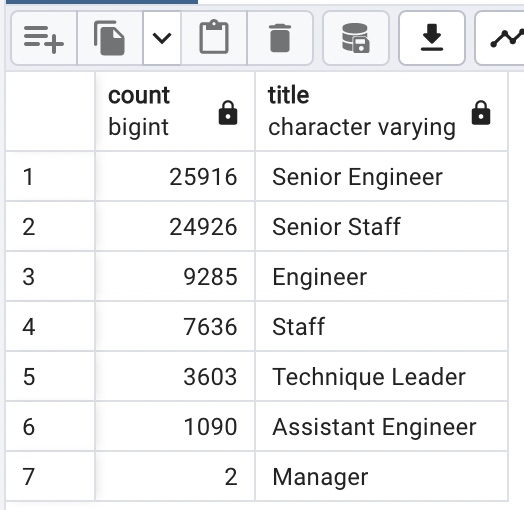 count title
bigint character varying
1 25916 Senior Engineer
2 24926 Senior Staff
3 9285 Engineer
4 7636 Staff
5 3603 Technique Leader
6 1090 Assistant Engineer
7 2 Manager